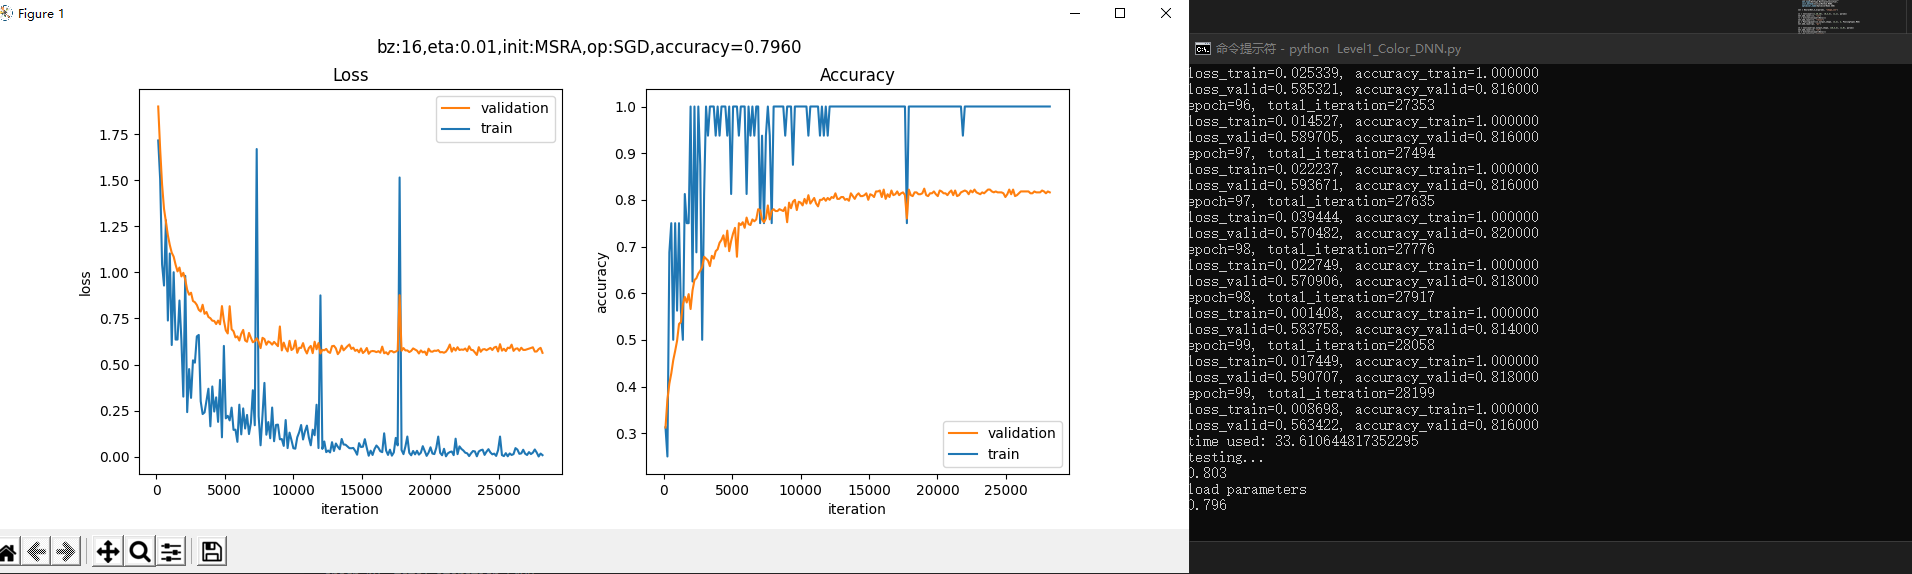 Figure 1
bz:16,eta:0.01,init:MSRA,op:SGD,accuracy=0.7960
Loss
validation
train
1.75
1.50
1.25
1.00
0.75
0.50
0.25
0.00
loss
0
5000
10000
15000
20000
25000
iteration
Accuracy
1.0
0.9
0.8
0.7
0.6
0.5
0.4
0.3
accuracy
validation
train
0
5000
10000
15000
20000
25000
iteration
命令提示符 - python  Level1_Color_DNN.py
loss_train=0.025339, accuracy_train=1.000000
loss_valid=0.585321, accuracy_valid=0.816000
epoch=96, total_iteration=27353
loss_train=0.014527, accuracy_train=1.000000
loss_valid=0.589705, accuracy_valid=0.816000
epoch=97, total_iteration=27494
loss_train=0.022237, accuracy_train=1.000000
loss_valid=0.593671, accuracy_valid=0.816000
epoch=97, total_iteration=27635
loss_train=0.039444, accuracy_train=1.000000
loss_valid=0.570482, accuracy_valid=0.820000
epoch=98, total_iteration=27776
loss_train=0.022749, accuracy_train=1.000000
loss_valid=0.570906, accuracy_valid=0.818000
epoch=98, total_iteration=27917
loss_train=0.001408, accuracy_train=1.000000
loss_valid=0.583758, accuracy_valid=0.814000
epoch=99, total_iteration=28058
loss_train=0.017449, accuracy_train=1.000000
loss_valid=0.590707, accuracy_valid=0.818000
epoch=99, total_iteration=28199
loss_train=0.008698, accuracy_train=1.000000
loss_valid=0.563422, accuracy_valid=0.816000
time used: 33.610644817352295
testing...
0.803
load parameters
0.796